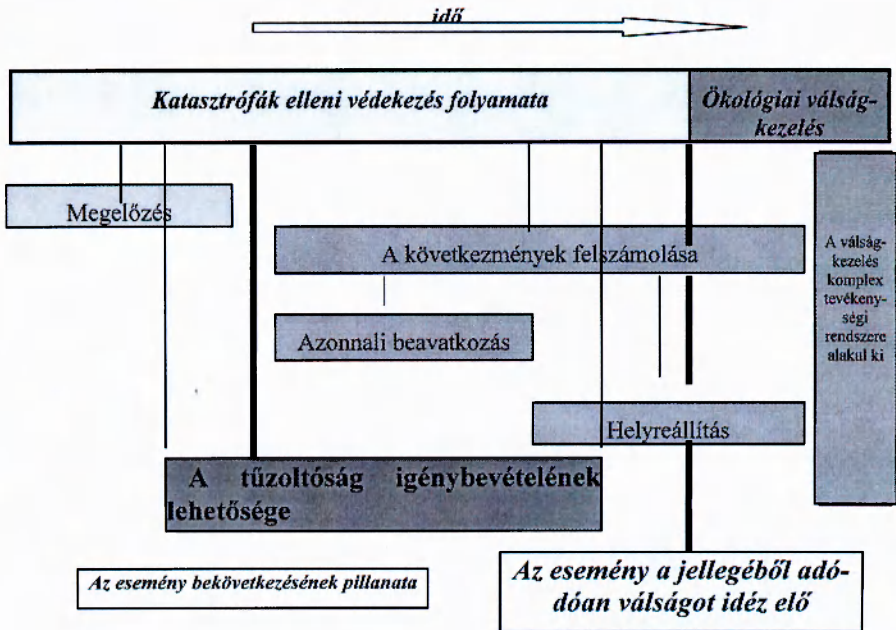 idő
Katasztrófák elleni védekezés folyamata
Ökológiai válság-
kezelés
Megelőzés
A következmények felszámolása
A válság-
kezelés
komplex
tevékeny-
ségi
rendszere
alakul ki
Azonnali beavatkozás
Helyreállítás
A tűzoltóság igénybevételének
lehetősége
Az esemény bekövetkezésének pillanata
Az esemény a jellegéből adó-
dóan válságot idéz elő